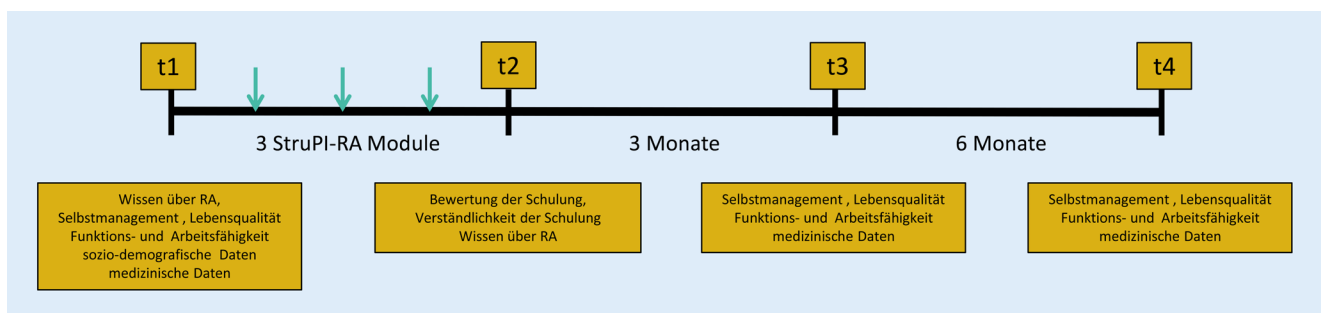 t1
t2
t3
t4
3 StruPI-RA Module
3 Monate
6 Monate
Wissen über RA,
Selbstmanagement , Lebensqualität
Funktions- und Arbeitsfähigkeit
sozio-demografische Daten
medizinische Daten
Bewertung der Schulung,
Verständlichkeit der Schulung
Wissen über RA
Selbstmanagement , Lebensqualität
Funktions- und Arbeitsfähigkeit
medizinische Daten
Selbstmanagement , Lebensqualität
Funktions- und Arbeitsfähigkeit
medizinische Daten